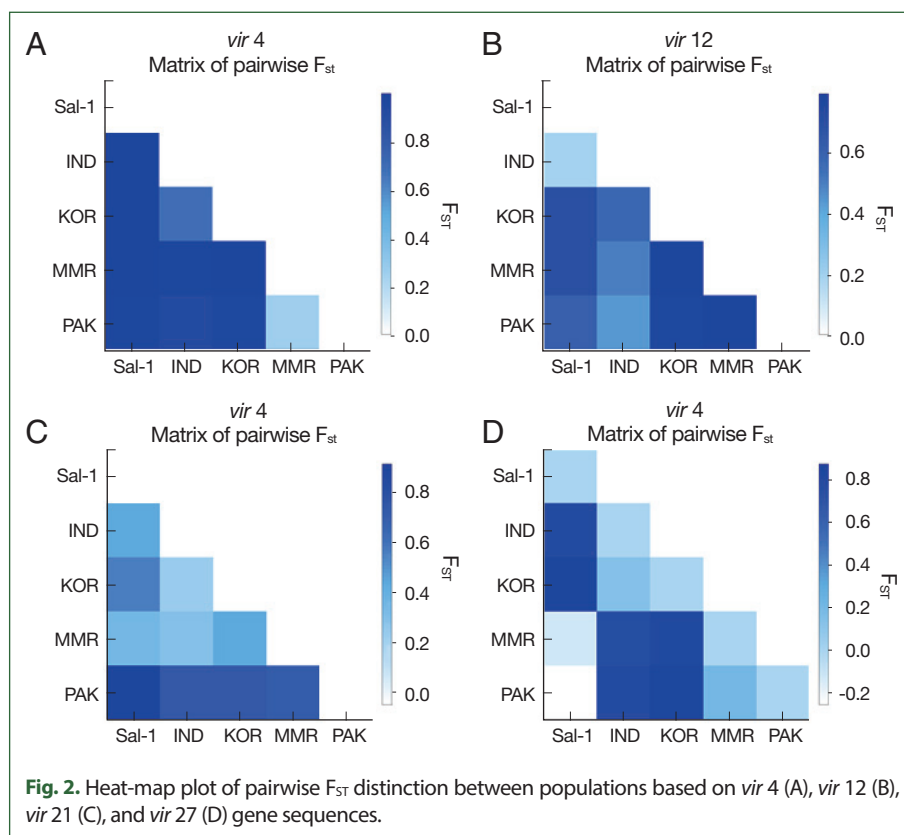 A
vir 4
Matrix of pairwise Fst
Sal-1
IND
KOR
MMR
PAK
Sal-1 IND KOR MMR PAK
0.8
0.6
0.4
0.2
0.0
FST
B
vir 12
Matrix of pairwise Fst
IND
KOR
MMR
PAK
Sal-1 IND KOR MMR PAK
0.6
0.4
0.2
0.0
FST
C
vir 4
Matrix of pairwise Fst
Sal-1
IND
KOR
MMR
PAK
Sal-1 IND KOR MMR PAK
0.8
0.6
0.4
0.2
0.0
FST
D
vir 4
Matrix of pairwise Fst
Sal-1
IND
KOR
MMR
PAK
Sal-1 IND KOR MMR PAK
0.8
0.6
0.4
0.2
0.0
-0.2
FST
Fig. 2. Heat-map plot of pairwise FST distinction between populations based on vir 4 (A), vir 12 (B),
vir 21 (C), and vir 27 (D) gene sequences.